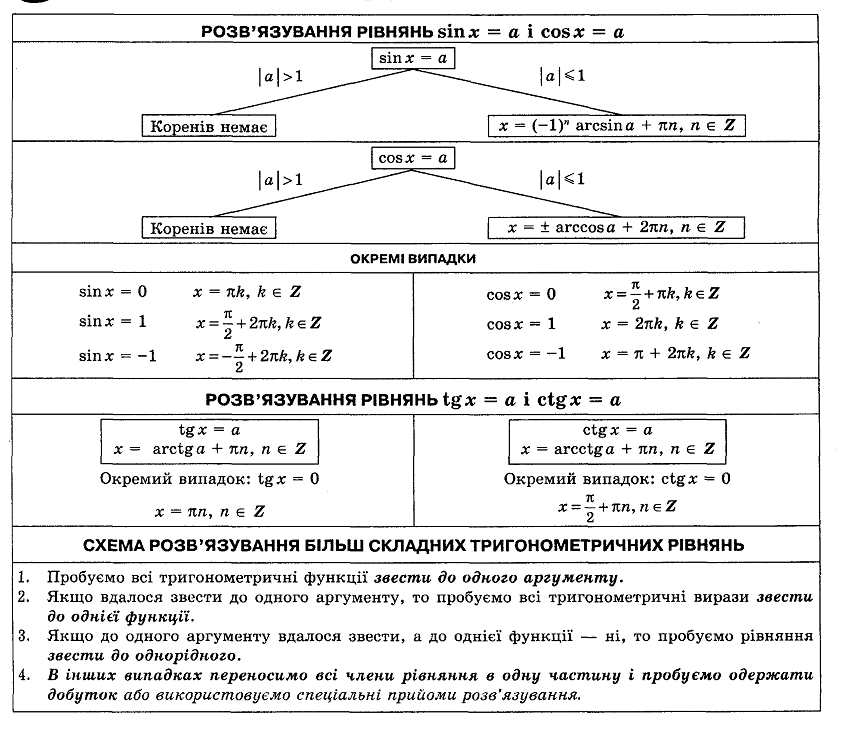 РОЗВ’ЯЗУВАННЯ РІВНЯНЬ sin x = a і cos x = a
sin x = a
|a|>1 |a|⩽1
Коренів немає x = (−1)ⁿ arcsin a + πn, n ∈ Z
cos x = a
|a|>1 |a|⩽1
Коренів немає x = ± arccos a + 2πn, n ∈ Z
ОКРЕМІ ВИПАДКИ
sin x = 0 x = πk, k ∈ Z
sin x = 1 x = π/2 + 2πk, k ∈ Z
sin x = −1 x = −π/2 + 2πk, k ∈ Z
cos x = 0 x = π/2 + πk, k ∈ Z
cos x = 1 x = 2πk, k ∈ Z
cos x = −1 x = π + 2πk, k ∈ Z
РОЗВ’ЯЗУВАННЯ РІВНЯНЬ tg x = a і ctg x = a
tg x = a
x = arctg a + πn, n ∈ Z
Окремий випадок: tg x = 0
x = πn, n ∈ Z
ctg x = a
x = arcctg a + πn, n ∈ Z
Окремий випадок: ctg x = 0
x = π/2 + πn, n ∈ Z
СХЕМА РОЗВ’ЯЗУВАННЯ БІЛЬШ СКЛАДНИХ ТРИГОНОМЕТРИЧНИХ РІВНЯНЬ
1. Пробуємо всі тригонометричні функції звести до одного аргументу.
2. Якщо вдалося звести до одного аргументу, то пробуємо всі тригонометричні вирази звести
до однієї функції.
3. Якщо до одного аргументу вдалося звести, а до однієї функції — ні, то пробуємо рівняння
звести до однорідного.
4. В інших випадках переносимо всі члени рівняння в одну частину і пробуємо одержати
добуток або використовуємо спеціальні прийоми розв’язування.